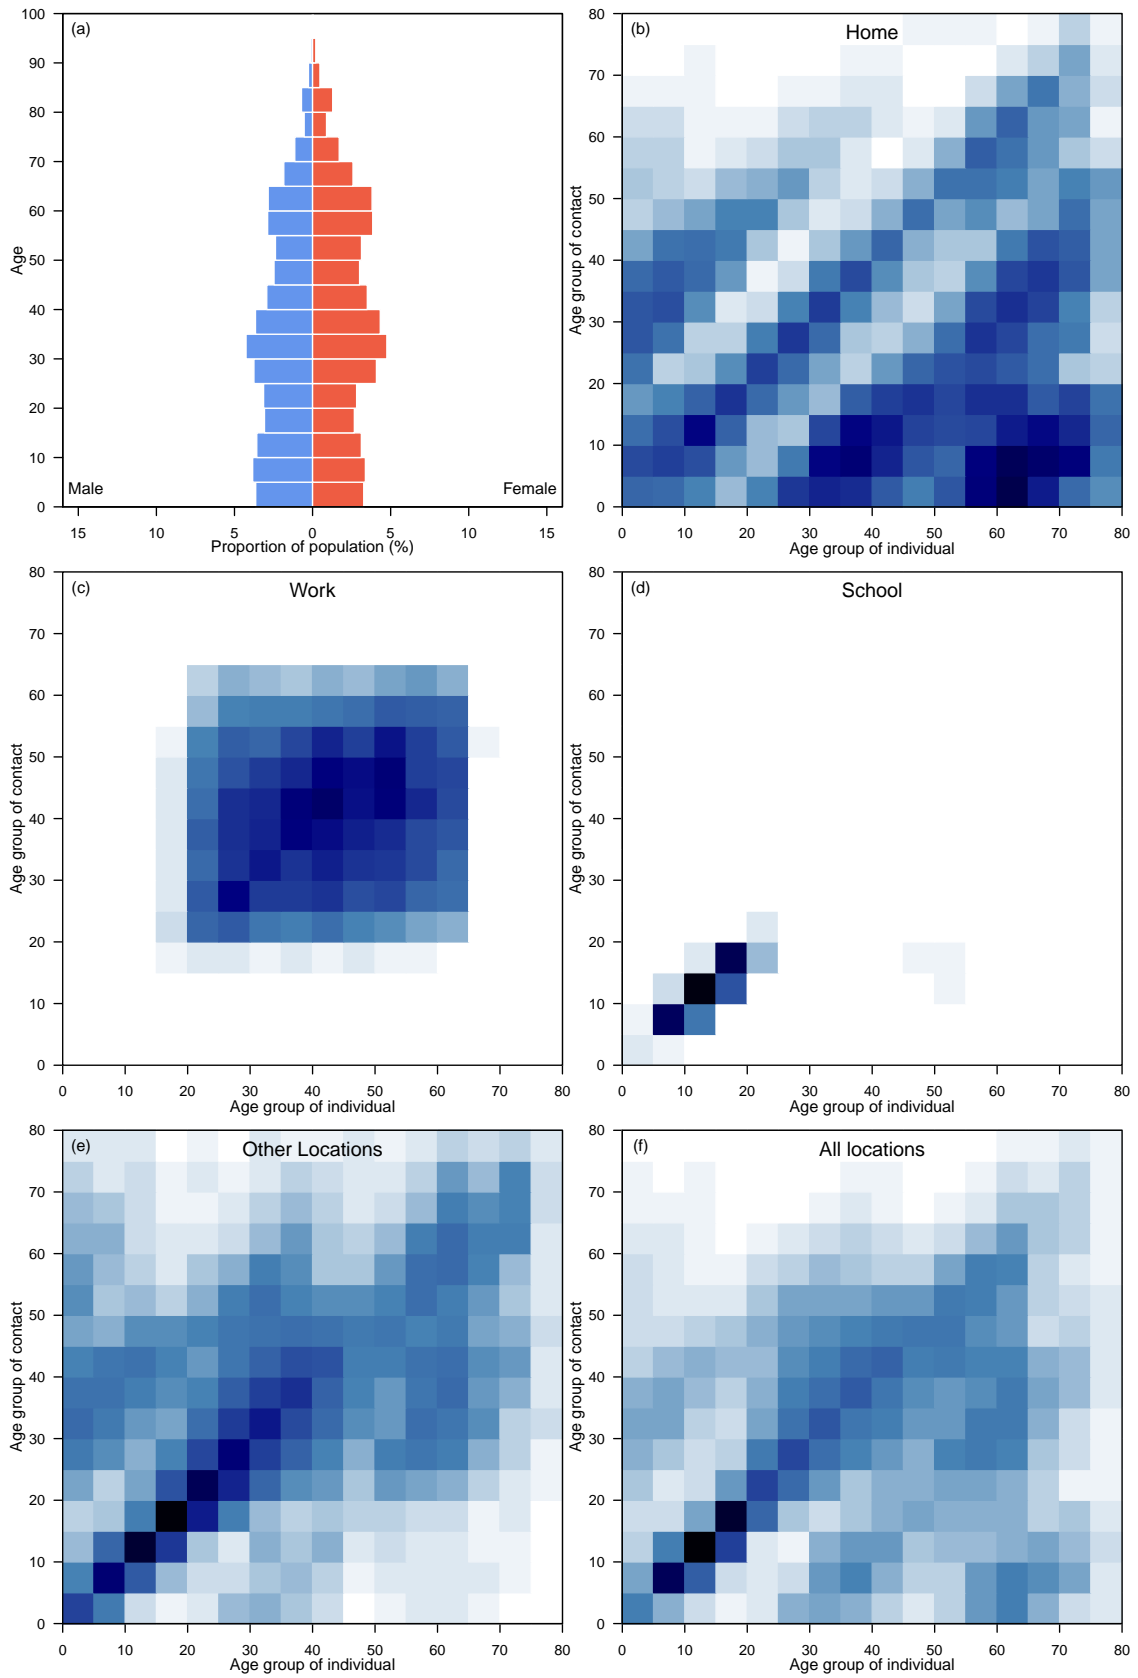 (a)
100
90
80
70
60
50
40
30
20
10
0
Age
Male
Female
15 10 5 0 5 10 15
Proportion of population (%)
(b)
Home
80
70
60
50
40
30
20
10
0
Age group of contact
0 10 20 30 40 50 60 70 80
Age group of individual
(c)
Work
80
70
60
50
40
30
20
10
0
Age group of contact
0 10 20 30 40 50 60 70 80
Age group of individual
(d)
School
80
70
60
50
40
30
20
10
0
Age group of contact
0 10 20 30 40 50 60 70 80
Age group of individual
(e)
Other Locations
80
70
60
50
40
30
20
10
0
Age group of contact
0 10 20 30 40 50 60 70 80
Age group of individual
(f)
All locations
80
70
60
50
40
30
20
10
0
Age group of contact
0 10 20 30 40 50 60 70 80
Age group of individual